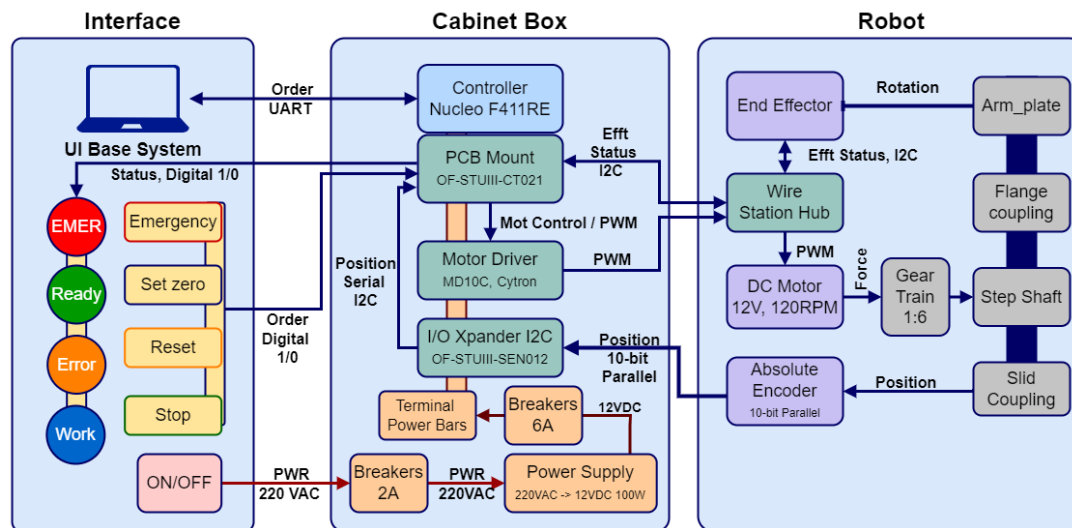 Interface
Cabinet Box
Robot
Order
UART
Controller
Nucleo F411RE
UI Base System
Status, Digital 1/0
PCB Mount
OF-STUIII-CT021
Efft
Status
I2C
End Effector
Rotation
Arm_plate
Efft Status, I2C
Wire
Station Hub
Flange
coupling
EMER
Ready
Error
Work
Emergency
Set zero
Reset
Stop
Order
Digital
1/0
Position
Serial
I2C
Mot Control / PWM
Motor Driver
MD10C, Cytron
PWM
PWM
DC Motor
12V, 120RPM
Force
Gear
Train
1:6
Step Shaft
I/O Xpander I2C
OF-STUIII-SEN012
Position
10-bit
Parallel
Absolute
Encoder
10-bit Parallel
Position
Slid
Coupling
Terminal
Power Bars
Breakers
6A
12VDC
ON/OFF
PWR
220 VAC
Breakers
2A
PWR
220VAC
Power Supply
220VAC -> 12VDC 100W